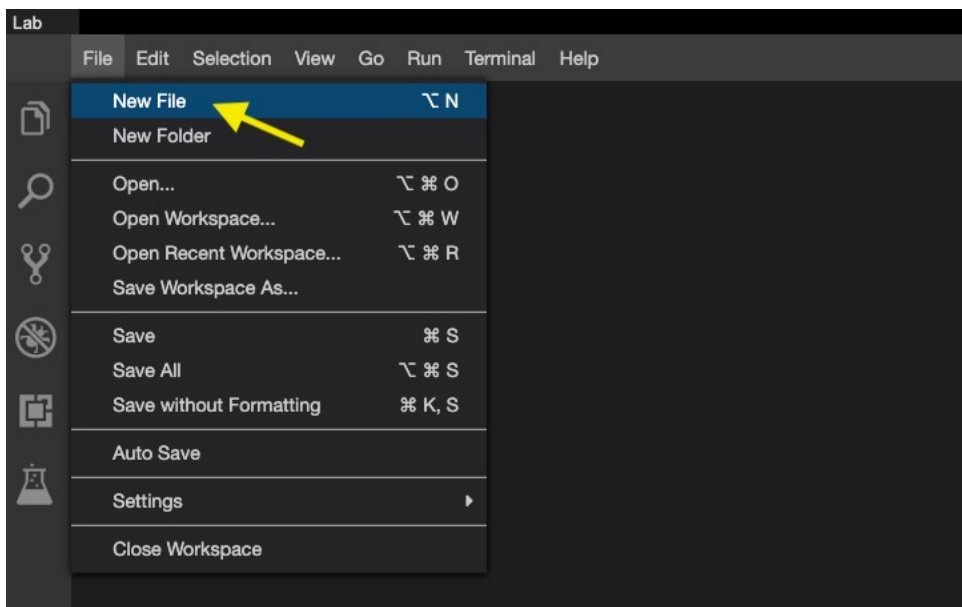 Lab
File Edit Selection View Go Run Terminal Help
New File ⌥ N
New Folder
Open... ⌥ ⌘ O
Open Workspace... ⌥ ⌘ W
Open Recent Workspace... ⌥ ⌘ R
Save Workspace As...
Save ⌘ S
Save All ⌥ ⌘ S
Save without Formatting ⌘ K, S
Auto Save
Settings
Close Workspace